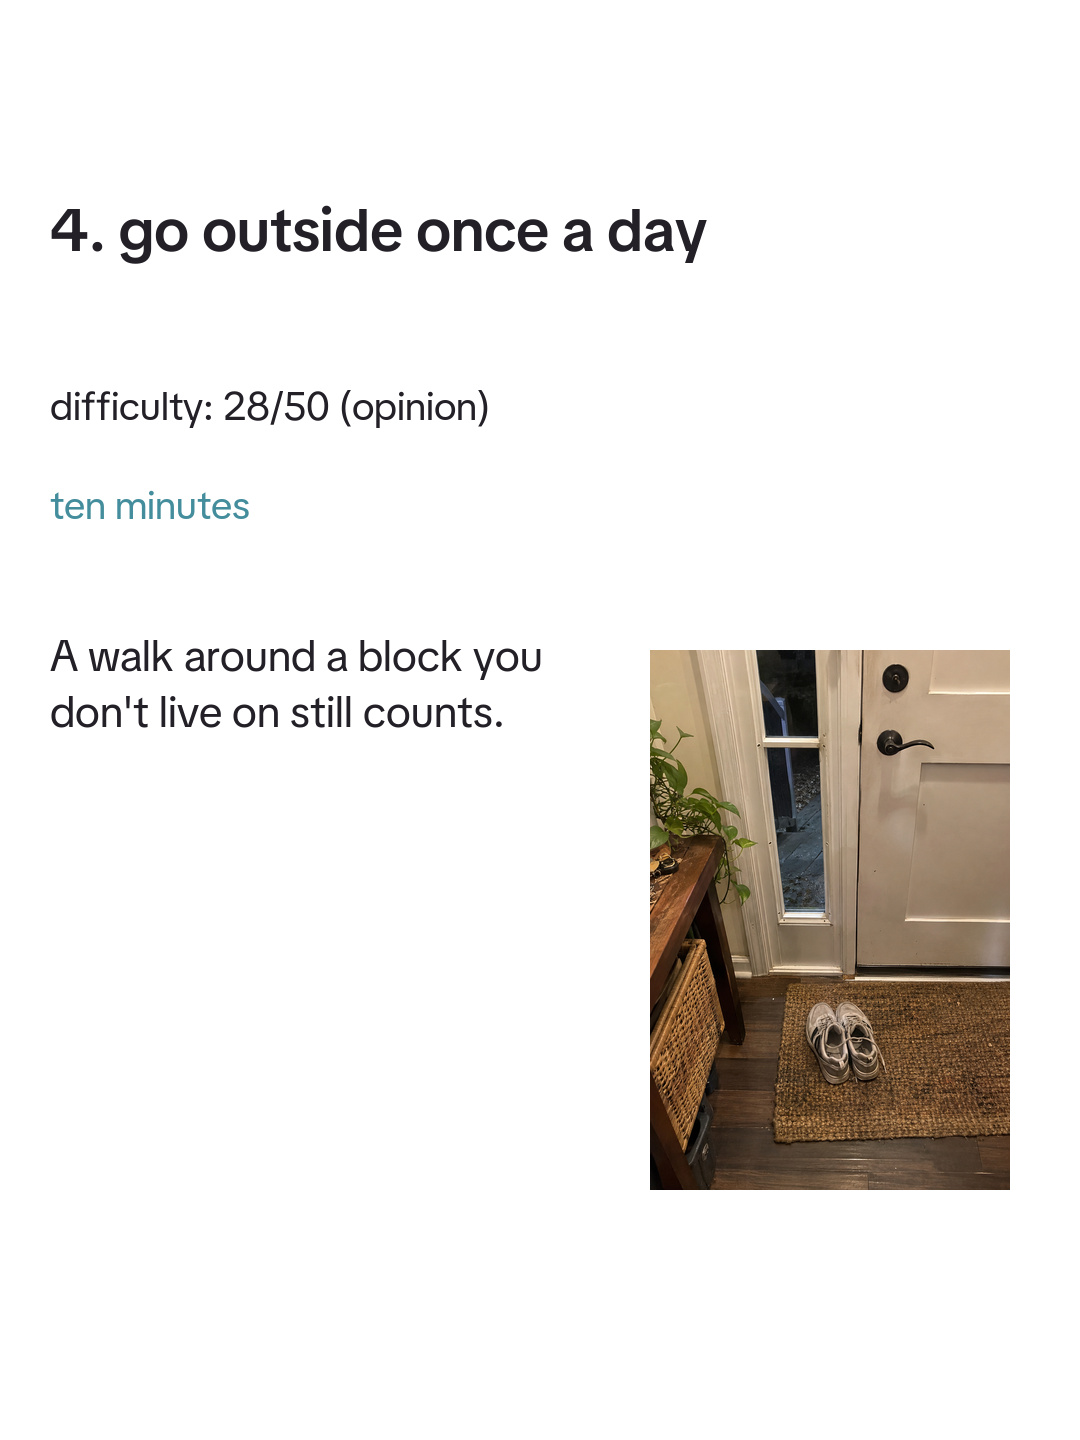 4. go outside once a day
difficulty: 28/50 (opinion)
ten minutes
A walk around a block you
don't live on still counts.